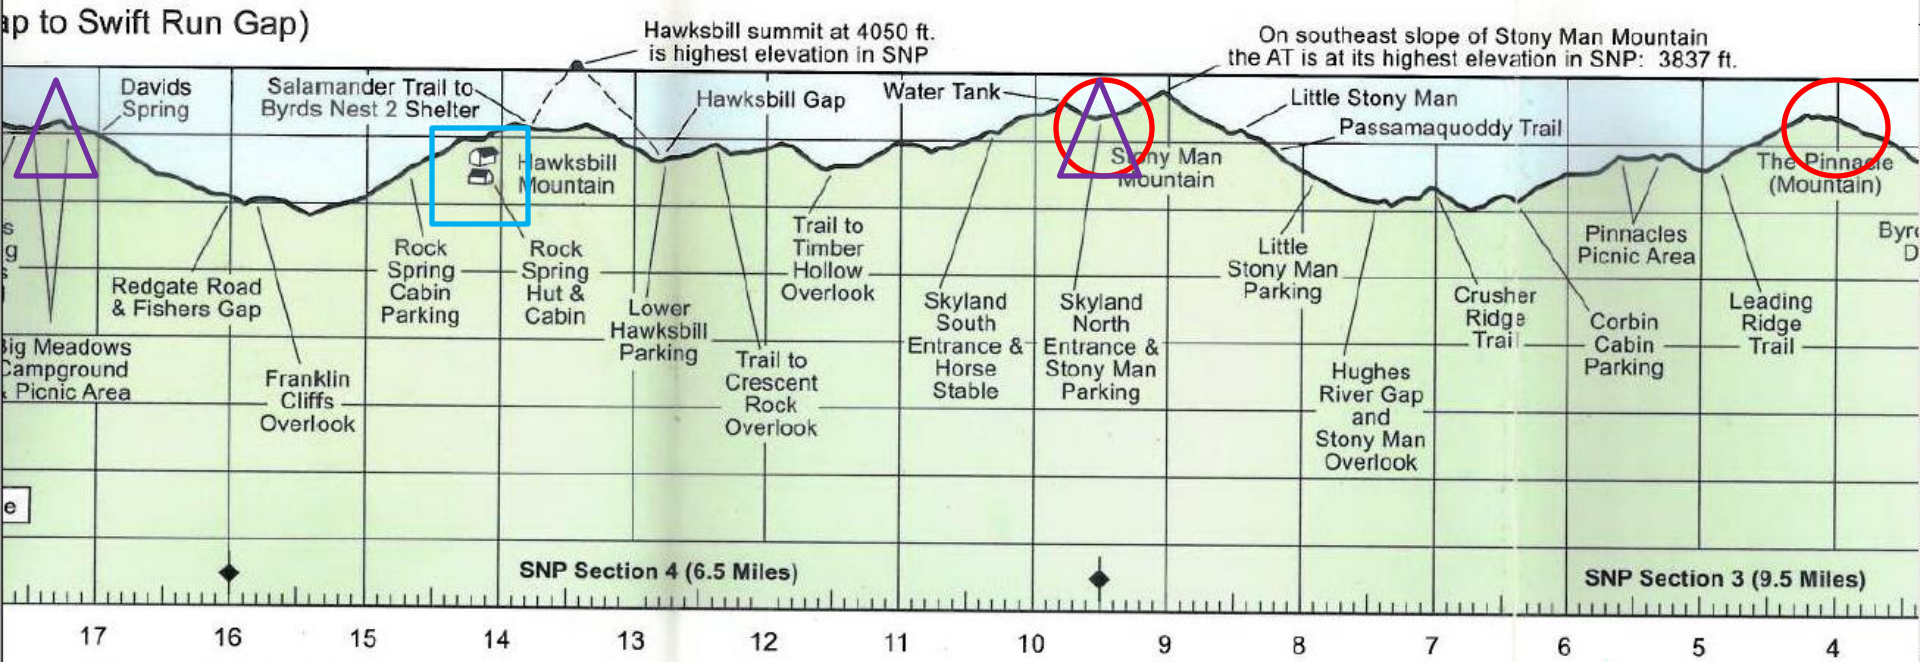 ap to Swift Run Gap)
Hawksbill summit at 4050 ft.
is highest elevation in SNP
On southeast slope of Stony Man Mountain
the AT is at its highest elevation in SNP: 3837 ft.
Davids
Spring
Salamander Trail to
Byrds Nest 2 Shelter
Hawksbill Gap
Water Tank
Little Stony Man
Passamaquoddy Trail
Hawksbill
Mountain
Stony Man
Mountain
The Pinnacle
(Mountain)
s
g
s
Big Meadows
Campground
& Picnic Area
Redgate Road
& Fishers Gap
Franklin
Cliffs
Overlook
Rock
Spring
Cabin
Parking
Rock
Spring
Hut &
Cabin
Lower
Hawksbill
Parking
Trail to
Crescent
Rock
Overlook
Trail to
Timber
Hollow
Overlook
Skyland
South
Entrance &
Horse
Stable
Skyland
North
Entrance &
Stony Man
Parking
Little
Stony Man
Parking
Hughes
River Gap
and
Stony Man
Overlook
Crusher
Ridge
Trail
Corbin
Cabin
Parking
Pinnacles
Picnic Area
Leading
Ridge
Trail
Byrd
D
e
SNP Section 4 (6.5 Miles)
SNP Section 3 (9.5 Miles)
17 16 15 14 13 12 11 10 9 8 7 6 5 4